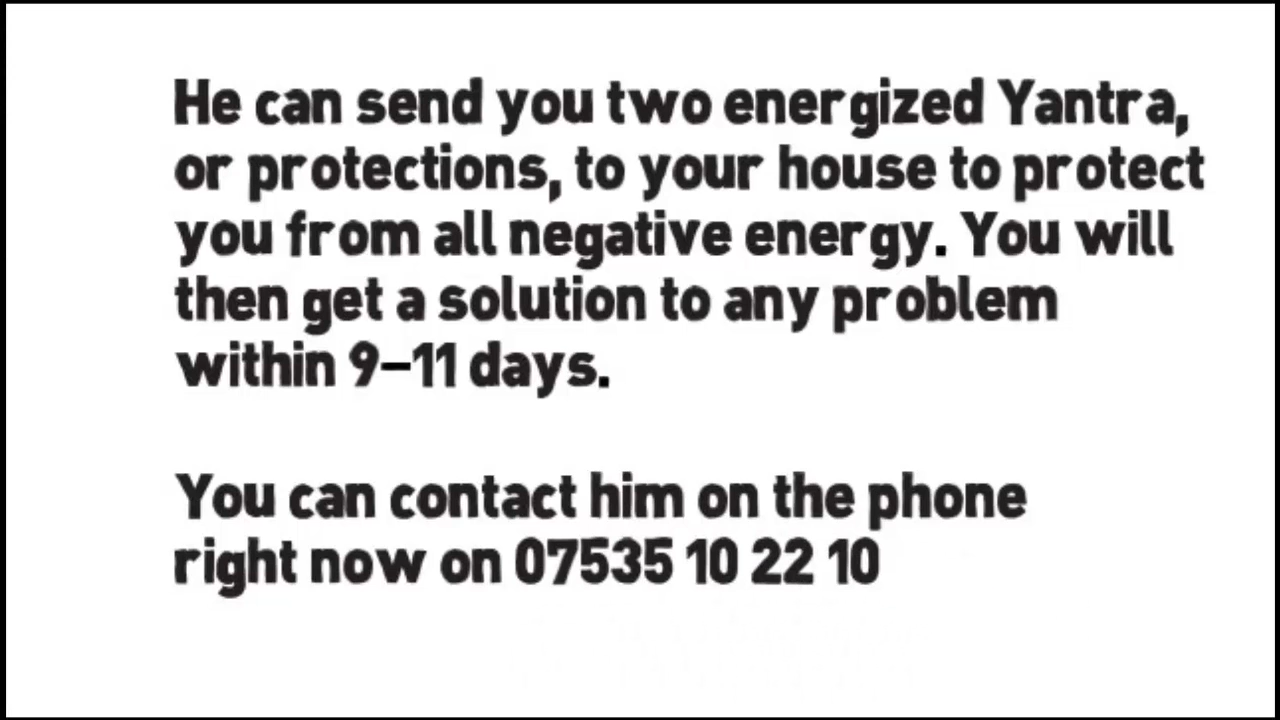 He can send you two energized Yantra,
or protections, to your house to protect
you from all negative energy. You will
then get a solution to any problem
within 9–11 days.
You can contact him on the phone
right now on 07535 10 22 10